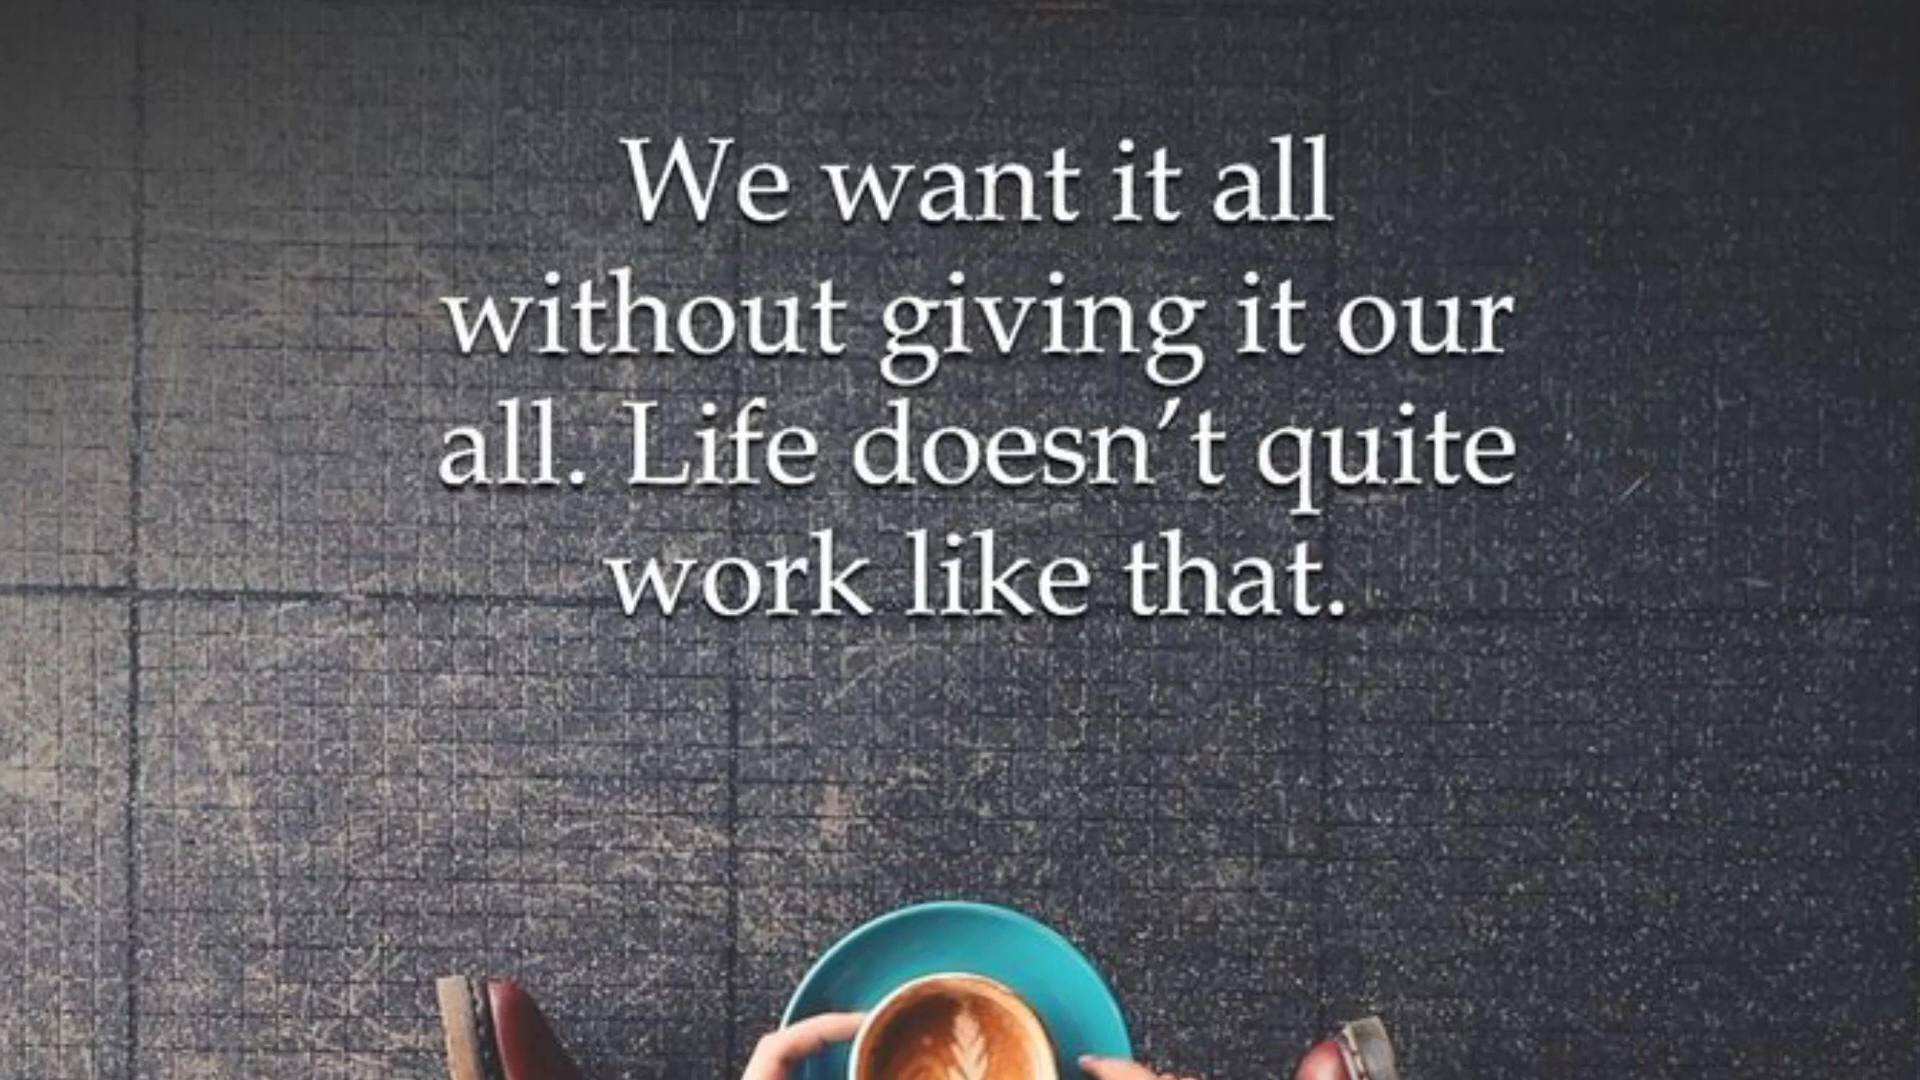 We want it all
without giving it our
all. Life doesn't quite
work like that.